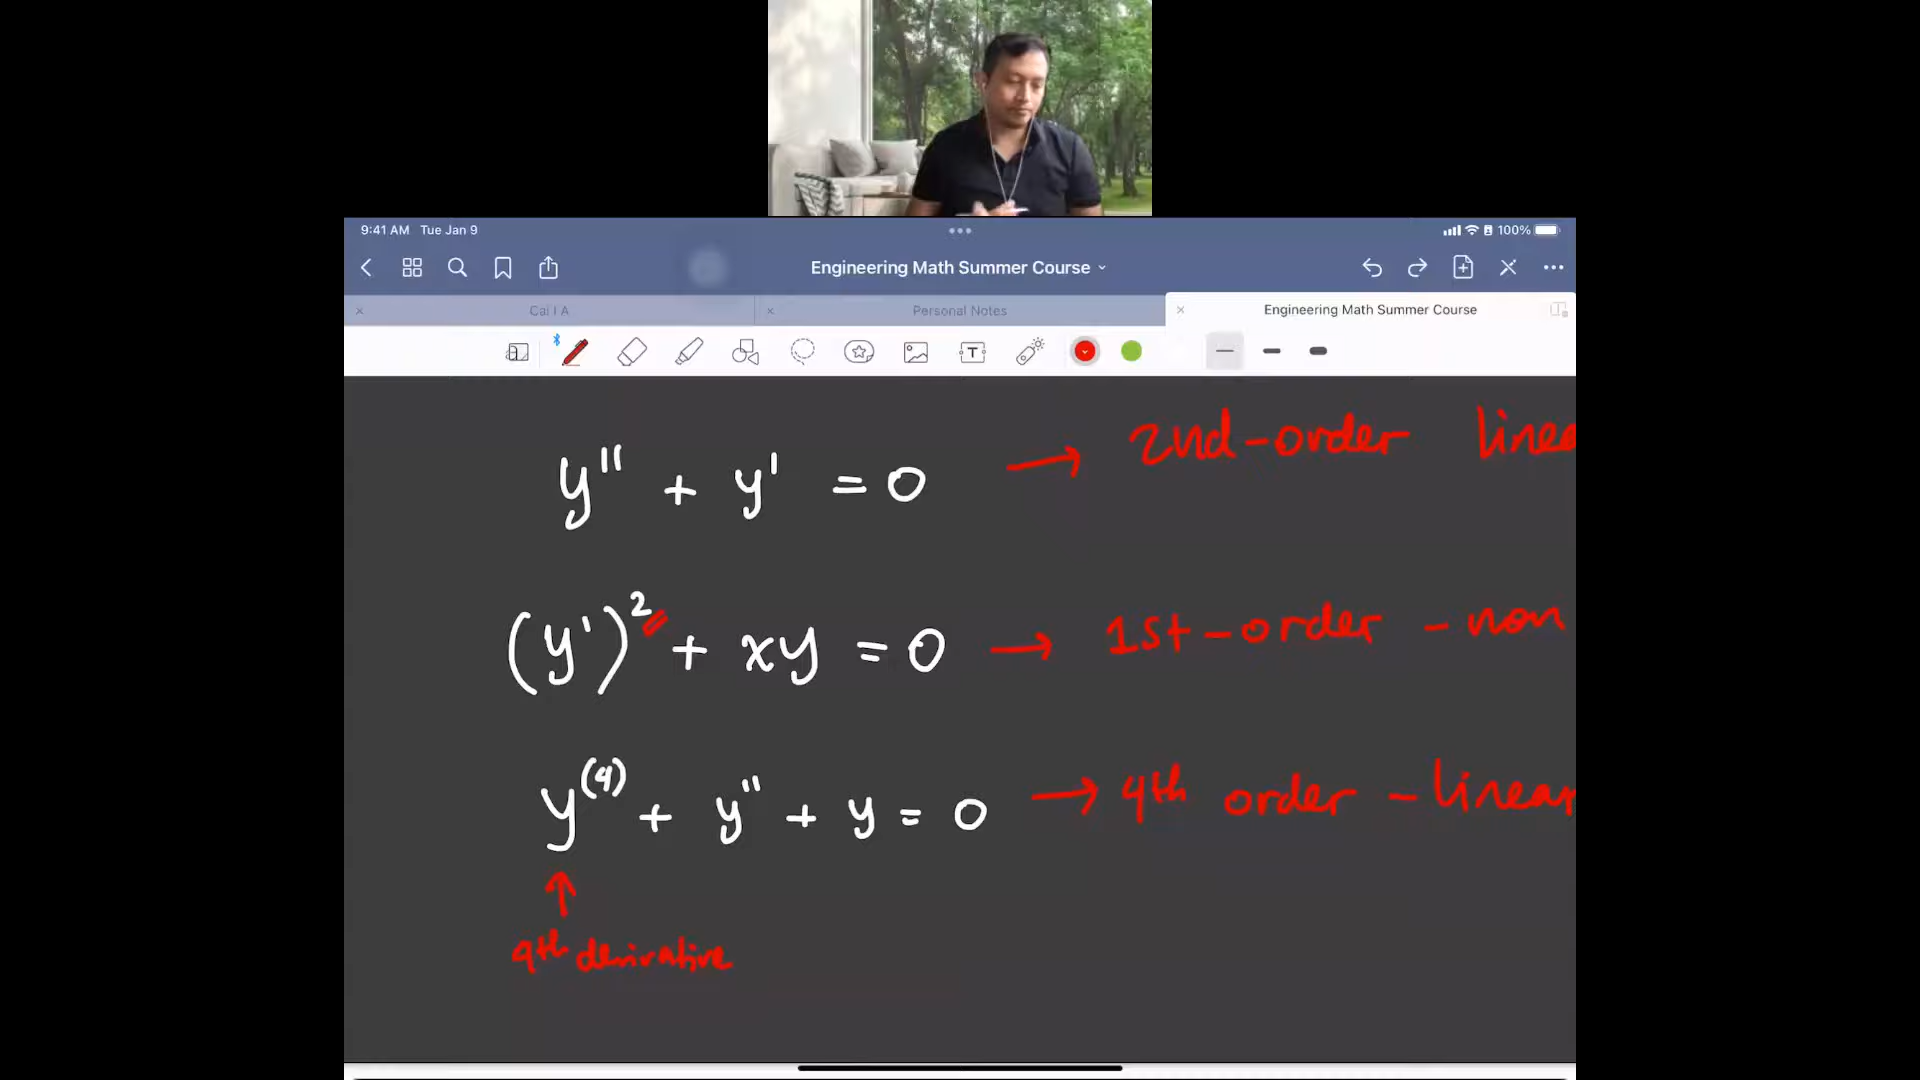 9:41 AM Tue Jan 9
100%
Engineering Math Summer Course
Cal I A
Personal Notes
Engineering Math Summer Course
y'' + y' = 0 → 2nd-order linea
(y')² + xy = 0 → 1st-order - non
y⁽⁴⁾ + y'' + y = 0 → 4th order - linear
↑
4th derivative